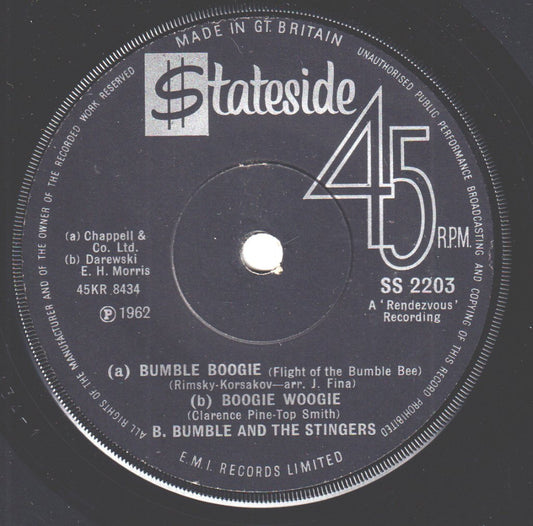 MADE IN GT. BRITAIN
UNAUTHORISED PUBLIC PERFORMANCE BROADCASTING AND COPYING OF THIS RECORD PROHIBITED
ALL RIGHTS OF THE MANUFACTURER AND OF THE OWNER OF THE RECORDED WORK RESERVED
$tateside
45 R.P.M.
(a) Chappell &
Co. Ltd.
(b) Darewski
E. H. Morris
45KR 8434
Ⓟ 1962
SS 2203
A 'Rendezvous'
Recording
(a) BUMBLE BOOGIE (Flight of the Bumble Bee)
(Rimsky-Korsakov—arr. J. Fina)
(b) BOOGIE WOOGIE
(Clarence Pine-Top Smith)
B. BUMBLE AND THE STINGERS
E.M.I. RECORDS LIMITED